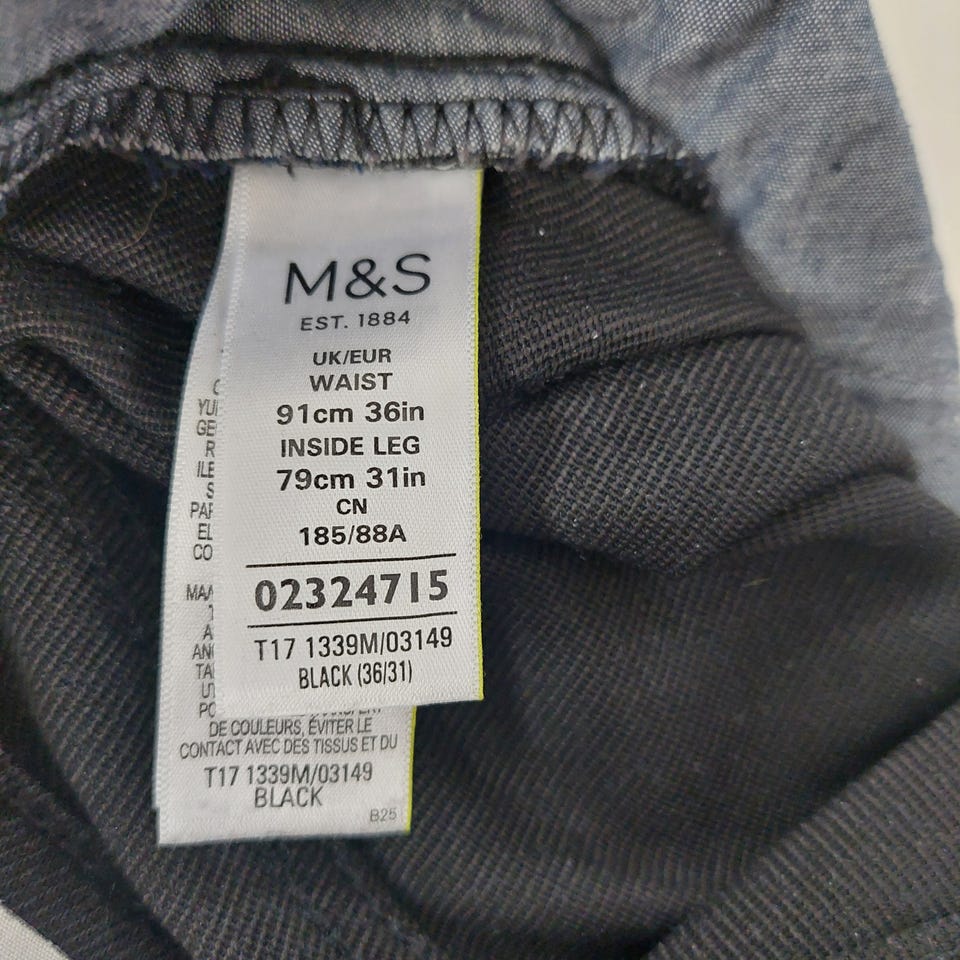 M&S
EST. 1884
UK/EUR
WAIST
91cm 36in
INSIDE LEG
79cm 31in
CN
185/88A
02324715
T17 1339M/03149
BLACK (36/31)
DE COULEURS, ÉVITER LE
CONTACT AVEC DES TISSUS ET DU
T17 1339M/03149
BLACK
B25